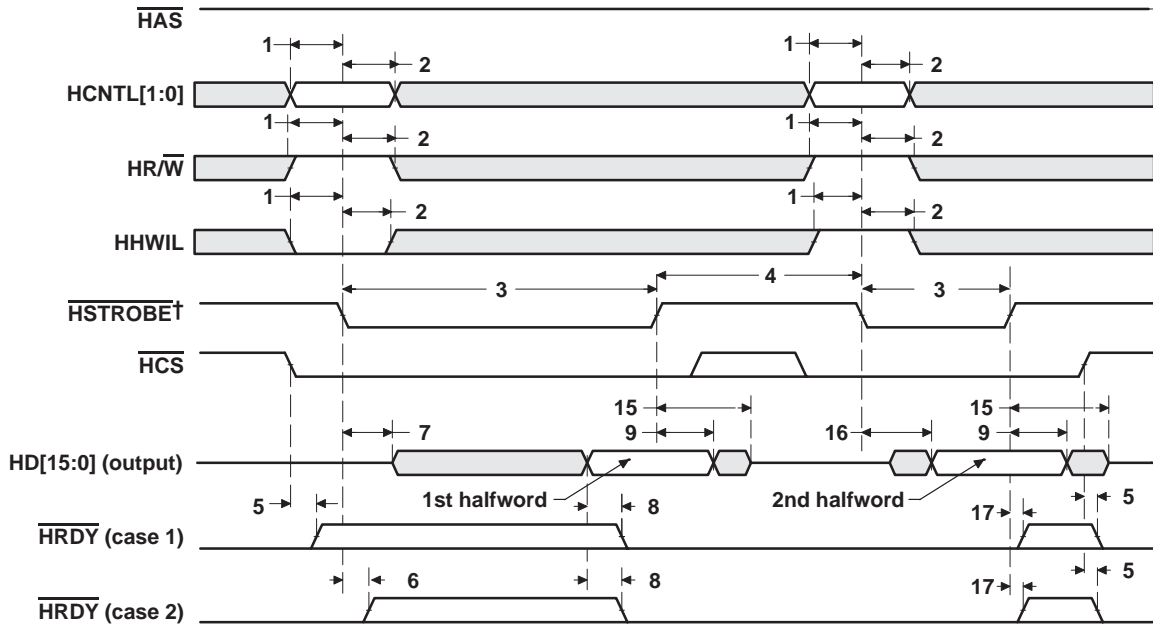 HAS
1
1
2
2
HCNTL[1:0]
1
1
2
2
HR/W
1
1
2
2
HHWIL
4
3
3
HSTROBE†
HCS
15
15
7
9
16
9
HD[15:0] (output)
1st halfword
2nd halfword
5
8
17
5
HRDY (case 1)
6
8
17
5
HRDY (case 2)